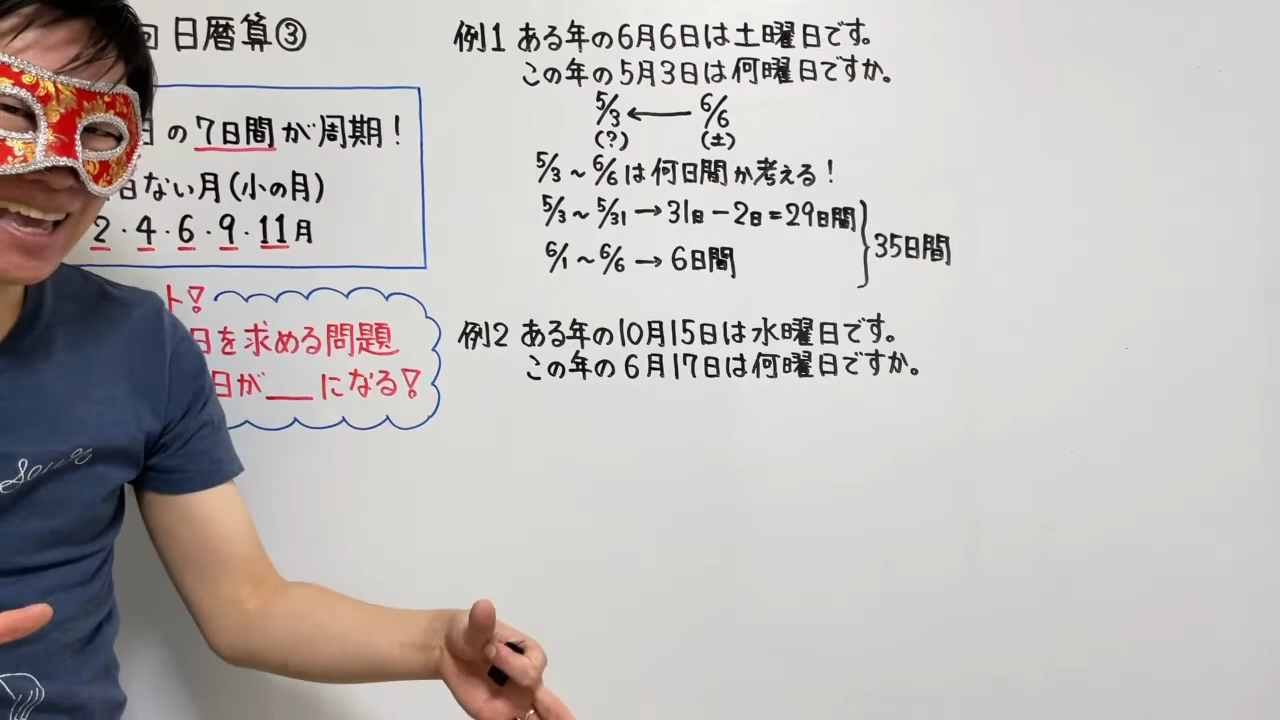 日暦算③
の7日間が周期！
ない月(小の月)
2・4・6・9・11月
ト！
日を求める問題
日が＿＿になる！
例1 ある年の6月6日は土曜日です。
この年の5月3日は何曜日ですか。
5/3 ← 6/6
(?) (土)
5/3～6/6は何日間か考える！
5/3～5/31→31日－2日＝29日間
6/1～6/6→6日間
35日間
例2 ある年の10月15日は水曜日です。
この年の6月17日は何曜日ですか。